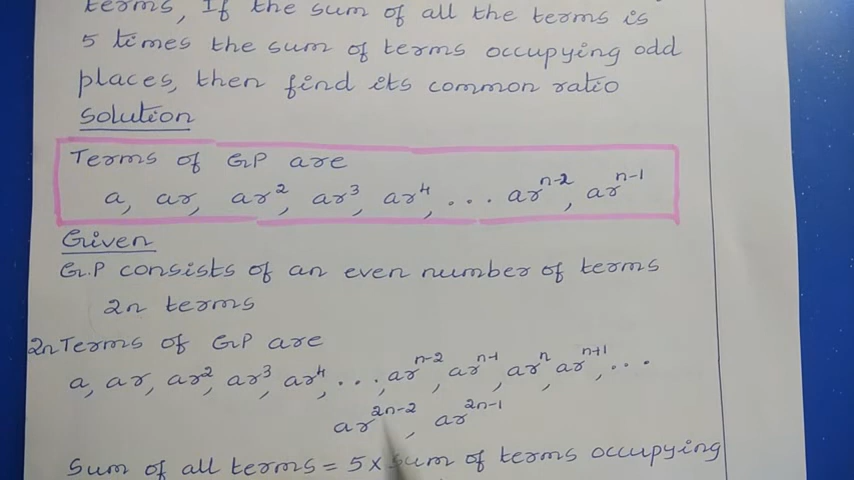 terms, If the sum of all the terms is
5 times the sum of terms occupying odd
places, then find its common ratio
Solution
Terms of GP are
a, ar, ar², ar³, ar⁴, ... arⁿ⁻², arⁿ⁻¹
Given
G.P consists of an even number of terms
2n terms
2n Terms of GP are
a, ar, ar², ar³, ar⁴, ..., arⁿ⁻², arⁿ⁻¹, arⁿ, arⁿ⁺¹, ...
ar²ⁿ⁻², ar²ⁿ⁻¹
Sum of all terms = 5 × sum of terms occupying